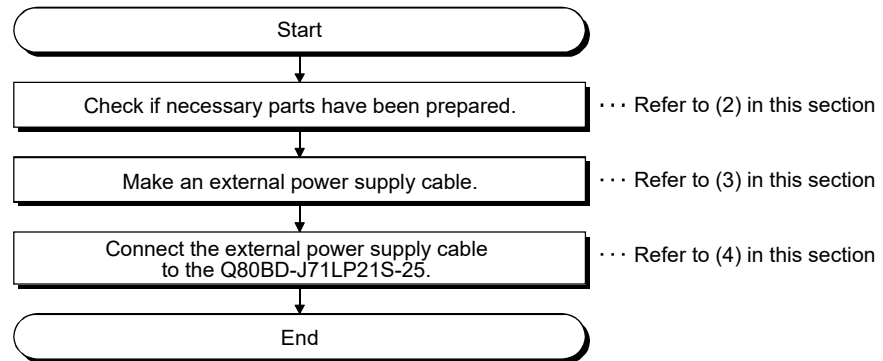 Start
Check if necessary parts have been prepared.
··· Refer to (2) in this section
Make an external power supply cable.
··· Refer to (3) in this section
Connect the external power supply cable
to the Q80BD-J71LP21S-25.
··· Refer to (4) in this section
End